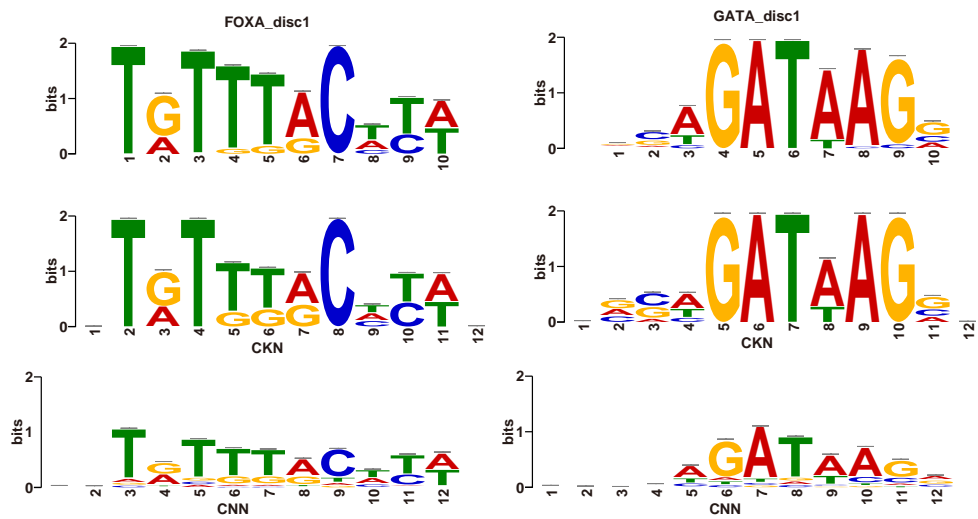 FOXA_disc1
2
bits
1
0
T G T T T A C T T A
A G G G A C T
1 2 3 4 5 6 7 8 9 10
GATA_disc1
2
bits
1
0
C A G A T A A G G
1 2 3 4 5 6 7 8 9 10
2
bits
1
0
T G T T T A C T T A
A G G G A C T
1 2 3 4 5 6 7 8 9 10 11 12
CKN
2
bits
1
0
G C A G A T A A G G
1 2 3 4 5 6 7 8 9 10 11 12
CKN
2
bits
1
0
T G T T T A C T T A
1 2 3 4 5 6 7 8 9 10 11 12
CNN
2
bits
1
0
A G A T A A G A
1 2 3 4 5 6 7 8 9 10 11 12
CNN